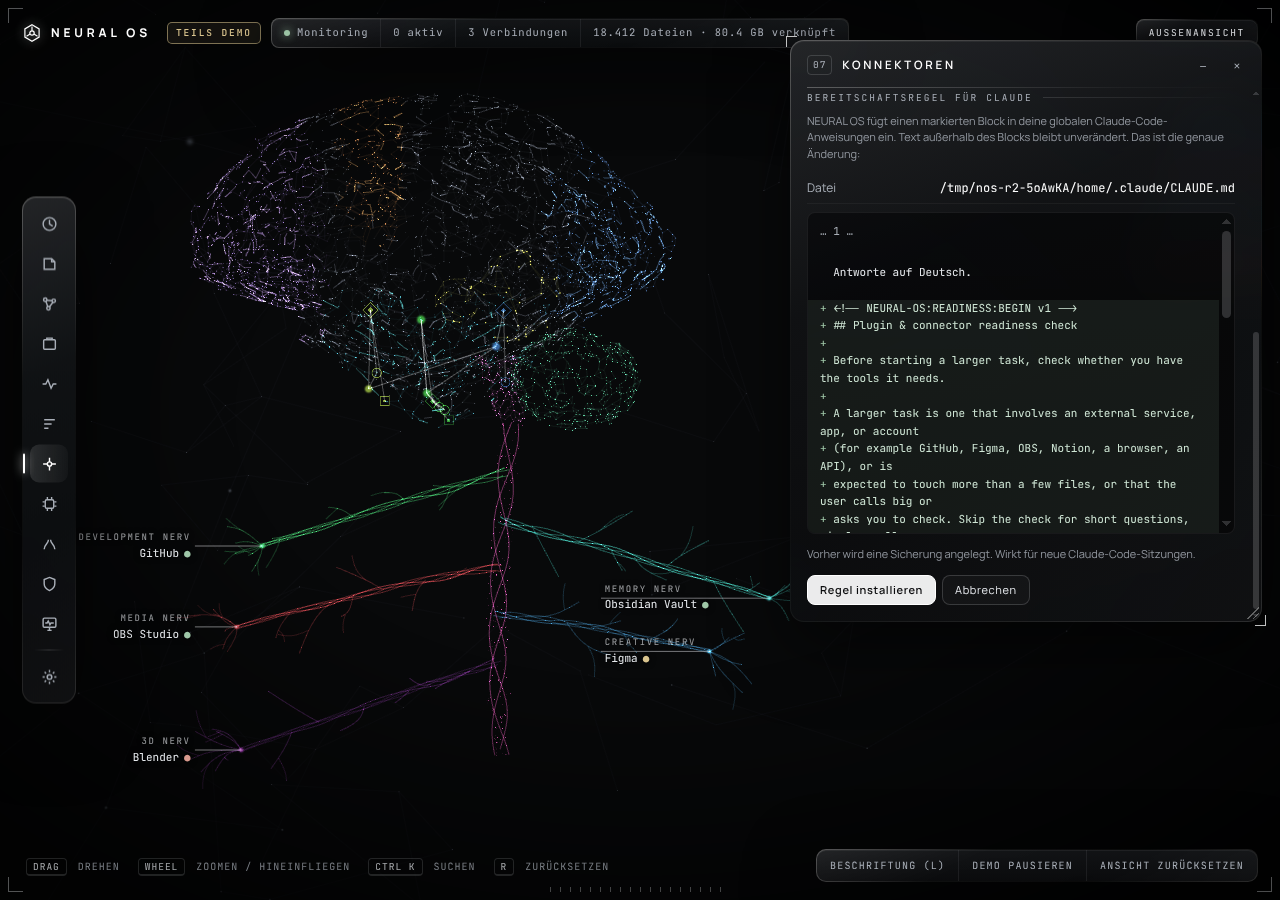 NEURAL OS
TEILS DEMO
Monitoring
0 aktiv
3 Verbindungen
18.412 Dateien · 80.4 GB verknüpft
AUSSENANSICHT
07 KONNEKTOREN
BEREITSCHAFTSREGEL FÜR CLAUDE
NEURAL OS fügt einen markierten Block in deine globalen Claude-Code-
Anweisungen ein. Text außerhalb des Blocks bleibt unverändert. Das ist die genaue
Änderung:
Datei /tmp/nos-r2-5oAwKA/home/.claude/CLAUDE.md
… 1 …
Antworte auf Deutsch.
+ <!-- NEURAL-OS:READINESS:BEGIN v1 -->
+ ## Plugin & connector readiness check
+
+ Before starting a larger task, check whether you have
the tools it needs.
+
+ A larger task is one that involves an external service,
app, or account
+ (for example GitHub, Figma, OBS, Notion, a browser, an
API), or is
+ expected to touch more than a few files, or that the
user calls big or
+ asks you to check. Skip the check for short questions,
Vorher wird eine Sicherung angelegt. Wirkt für neue Claude-Code-Sitzungen.
Regel installieren
Abbrechen
DEVELOPMENT NERV
GitHub
MEDIA NERV
OBS Studio
3D NERV
Blender
MEMORY NERV
Obsidian Vault
CREATIVE NERV
Figma
DRAG DREHEN WHEEL ZOOMEN / HINEINFLIEGEN CTRL K SUCHEN R ZURÜCKSETZEN
BESCHRIFTUNG (L)
DEMO PAUSIEREN
ANSICHT ZURÜCKSETZEN